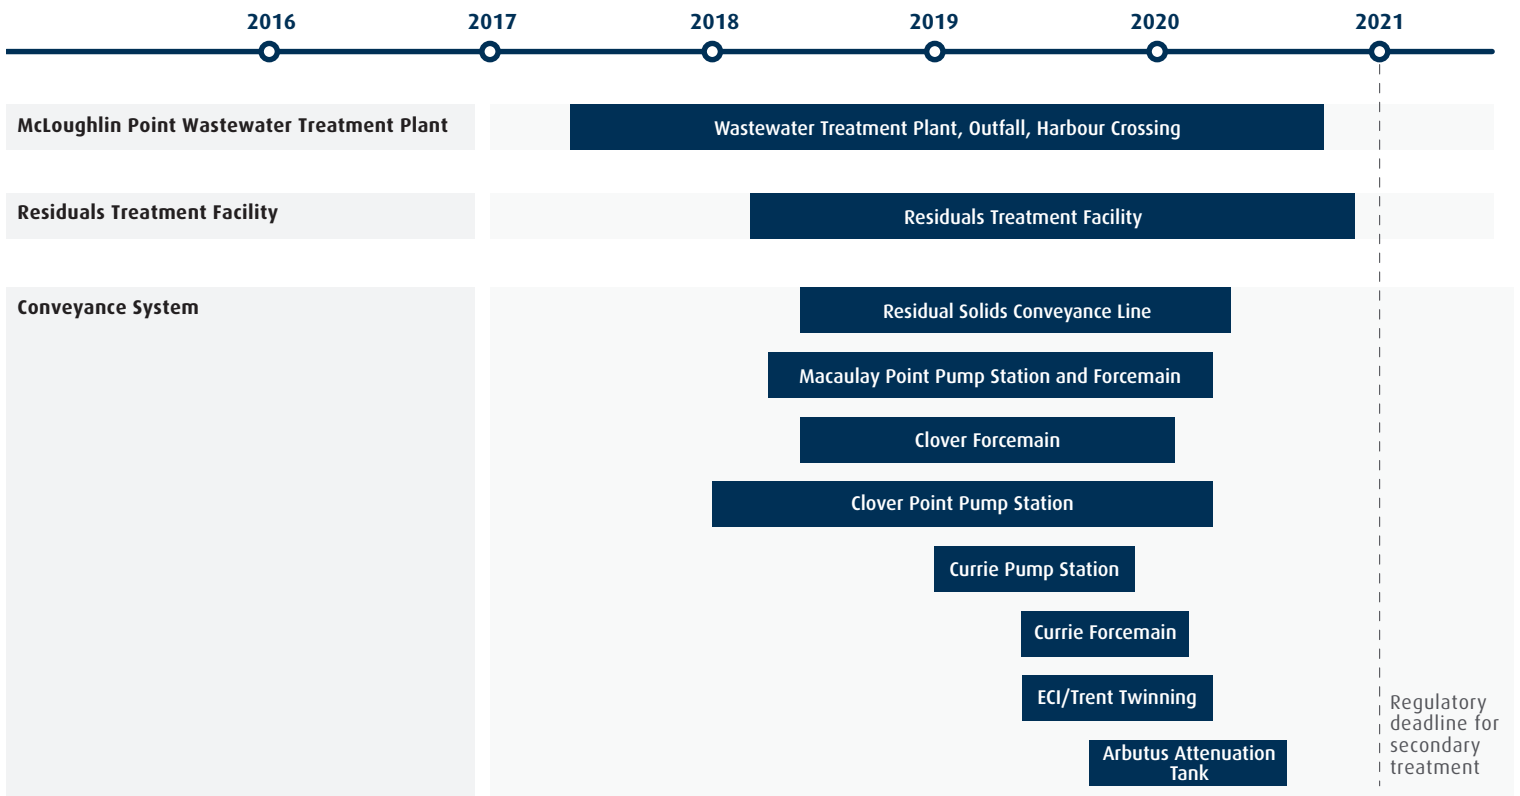 2016 2017 2018 2019 2020 2021
McLoughlin Point Wastewater Treatment Plant
Wastewater Treatment Plant, Outfall, Harbour Crossing
Residuals Treatment Facility
Residuals Treatment Facility
Conveyance System
Residual Solids Conveyance Line
Macaulay Point Pump Station and Forcemain
Clover Forcemain
Clover Point Pump Station
Currie Pump Station
Currie Forcemain
ECI/Trent Twinning
Arbutus Attenuation
Tank
Regulatory
deadline for
secondary
treatment